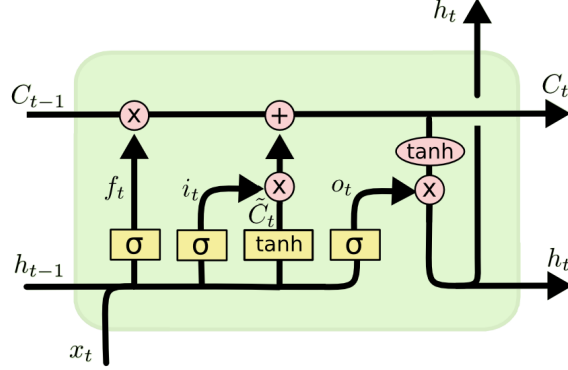 h_t
C_{t-1}
x
+
C_t
tanh
f_t
i_t
x
C̃_t
o_t
x
σ
σ
tanh
σ
h_{t-1}
h_t
x_t